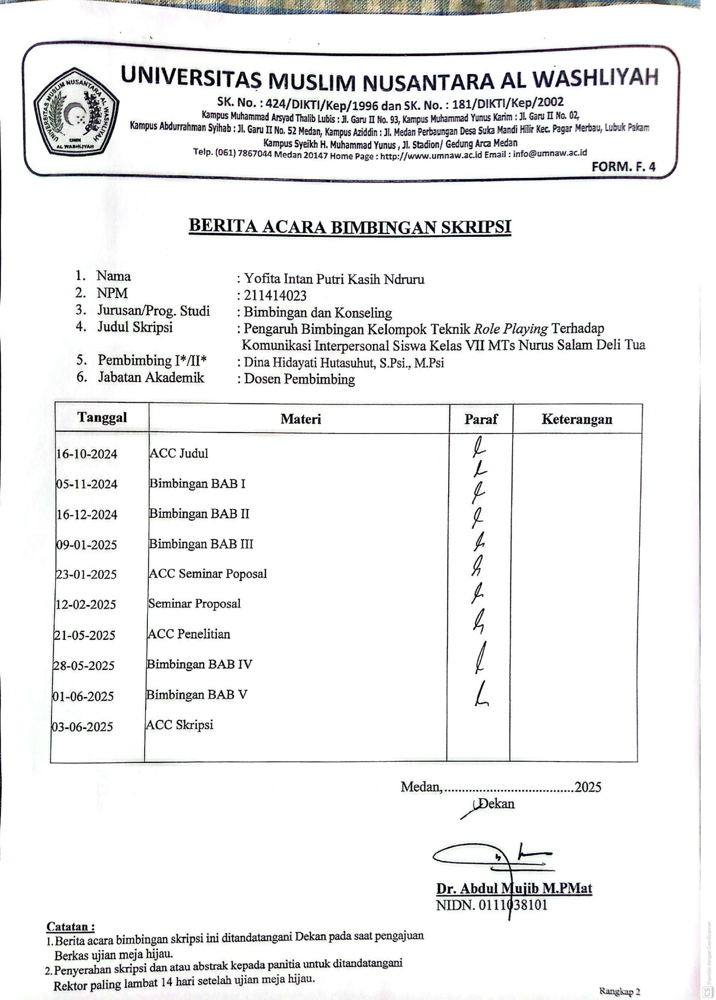 UNIVERSITAS MUSLIM NUSANTARA AL WASHLIYAH
UMN
AL WASHLIYAH
UNIVERSITAS MUSLIM NUSANTARA AL WASHLIYAH
SK. No. : 424/DIKTI/Kep/1996 dan SK. No. : 181/DIKTI/Kep/2002
Kampus Muhammad Arsyad Thalib Lubis : Jl. Garu II No. 93, Kampus Muhammad Yunus Karim : Jl. Garu II No. 02,
Kampus Abdurrahman Syihab : Jl. Garu II No. 52 Medan, Kampus Aziddin : Jl. Medan Perbaungan Desa Suka Mandi Hilir Kec. Pagar Merbau, Lubuk Pakam
Kampus Syeikh H. Muhammad Yunus , Jl. Stadion/ Gedung Arca Medan
Telp. (061) 7867044 Medan 20147 Home Page : http://www.umnaw.ac.id Email : info@umnaw.ac.id
FORM. F. 4
BERITA ACARA BIMBINGAN SKRIPSI
1. Nama : Yofita Intan Putri Kasih Ndruru
2. NPM : 211414023
3. Jurusan/Prog. Studi : Bimbingan dan Konseling
4. Judul Skripsi : Pengaruh Bimbingan Kelompok Teknik Role Playing Terhadap
Komunikasi Interpersonal Siswa Kelas VII MTs Nurus Salam Deli Tua
5. Pembimbing I*/II* : Dina Hidayati Hutasuhut, S.Psi., M.Psi
6. Jabatan Akademik : Dosen Pembimbing
Tanggal Materi Paraf Keterangan
16-10-2024 ACC Judul
05-11-2024 Bimbingan BAB I
16-12-2024 Bimbingan BAB II
09-01-2025 Bimbingan BAB III
23-01-2025 ACC Seminar Poposal
12-02-2025 Seminar Proposal
21-05-2025 ACC Penelitian
28-05-2025 Bimbingan BAB IV
01-06-2025 Bimbingan BAB V
03-06-2025 ACC Skripsi
Medan,.....................................2025
Dekan
Dr. Abdul Mujib M.PMat
NIDN. 0111038101
Catatan :
1. Berita acara bimbingan skripsi ini ditandatangani Dekan pada saat pengajuan
Berkas ujian meja hijau.
2. Penyerahan skripsi dan atau abstrak kepada panitia untuk ditandatangani
Rektor paling lambat 14 hari setelah ujian meja hijau.
Rangkap 2
CS Dipindai dengan CamScanner